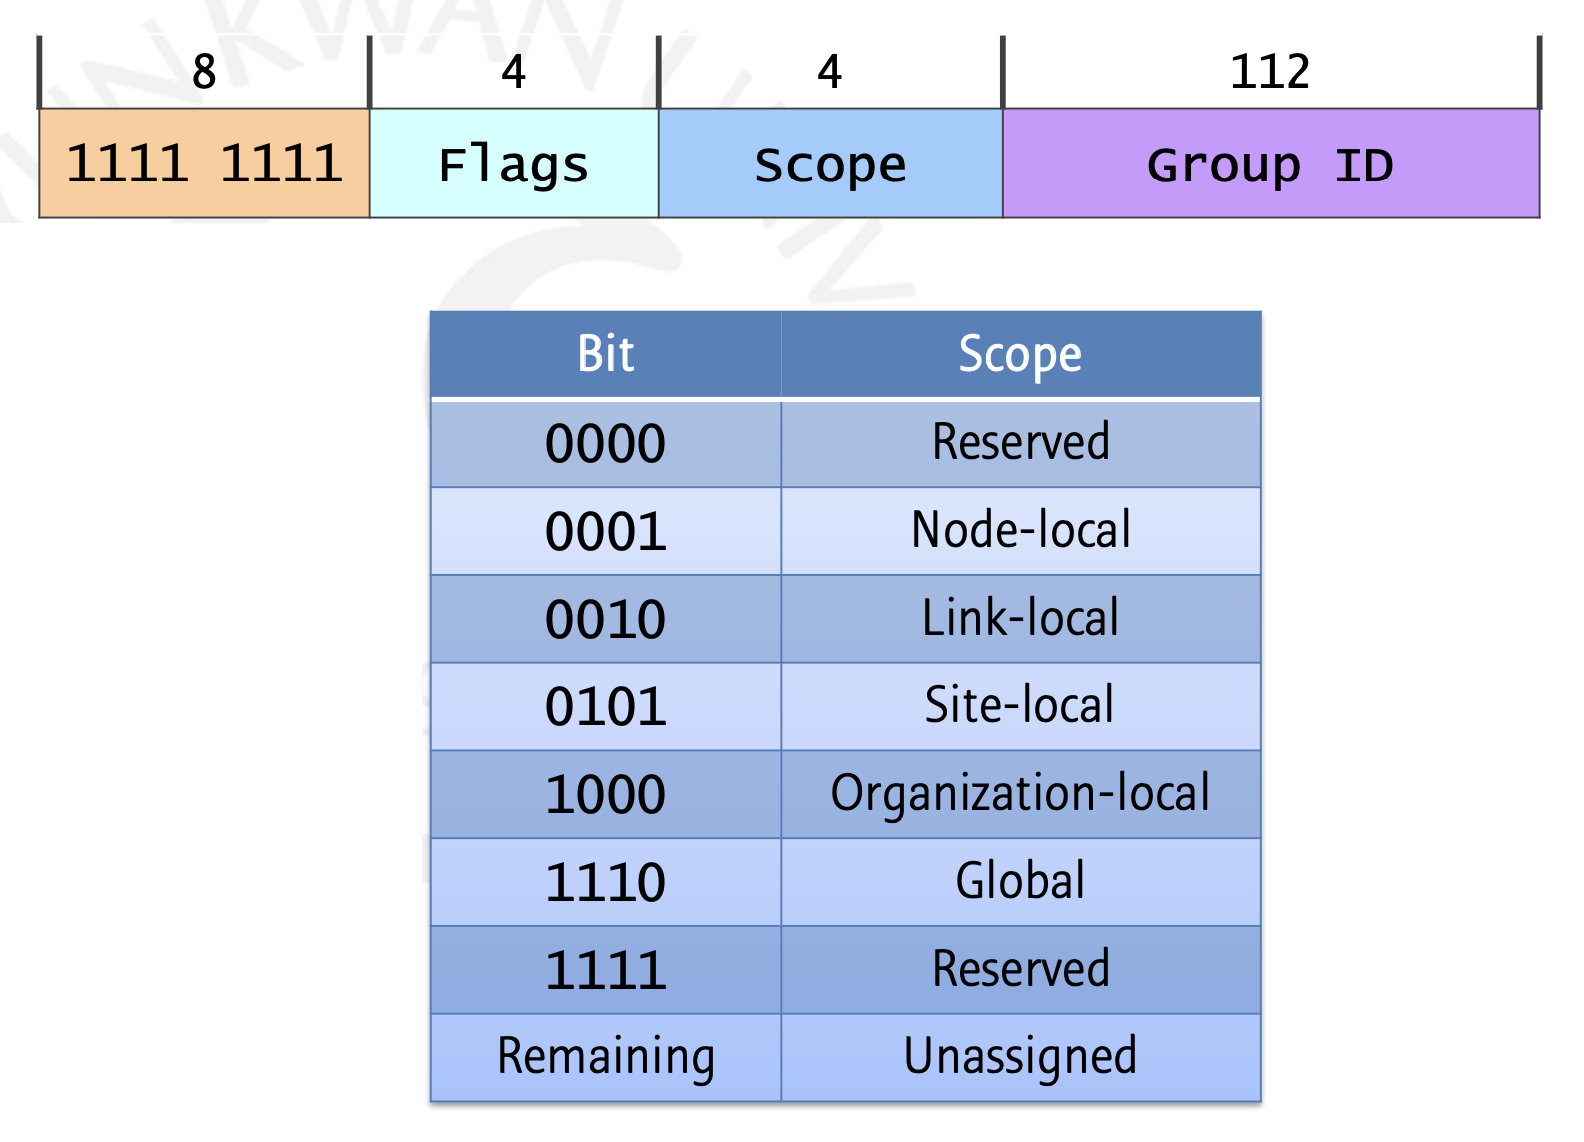 8 4 4 112
1111 1111 Flags Scope Group ID
Bit Scope
0000 Reserved
0001 Node-local
0010 Link-local
0101 Site-local
1000 Organization-local
1110 Global
1111 Reserved
Remaining Unassigned